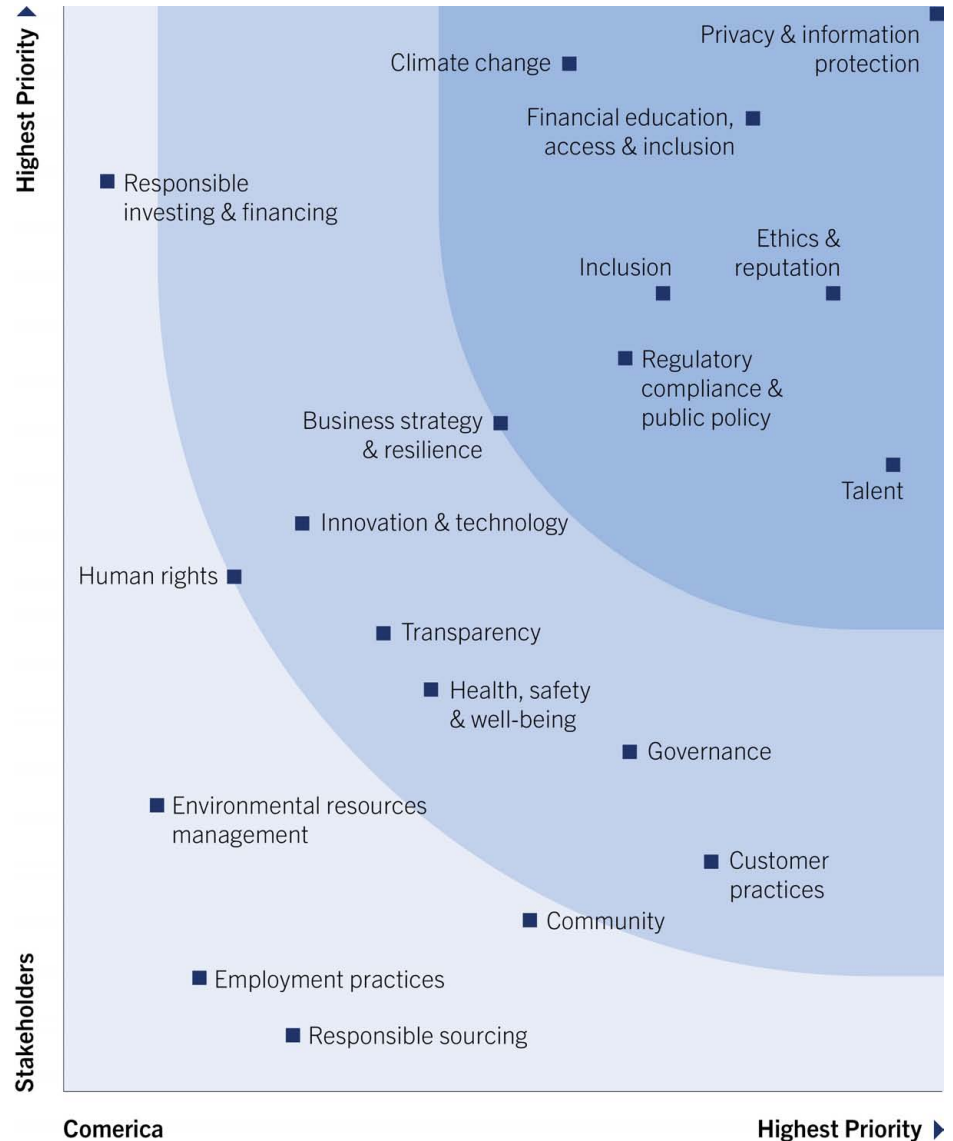 Highest Priority
Privacy & information
protection
Climate change
Financial education,
access & inclusion
Responsible
investing & financing
Ethics &
reputation
Inclusion
Regulatory
compliance &
public policy
Business strategy
& resilience
Talent
Innovation & technology
Human rights
Transparency
Health, safety
& well-being
Governance
Environmental resources
management
Customer
practices
Community
Employment practices
Responsible sourcing
Stakeholders
Comerica
Highest Priority